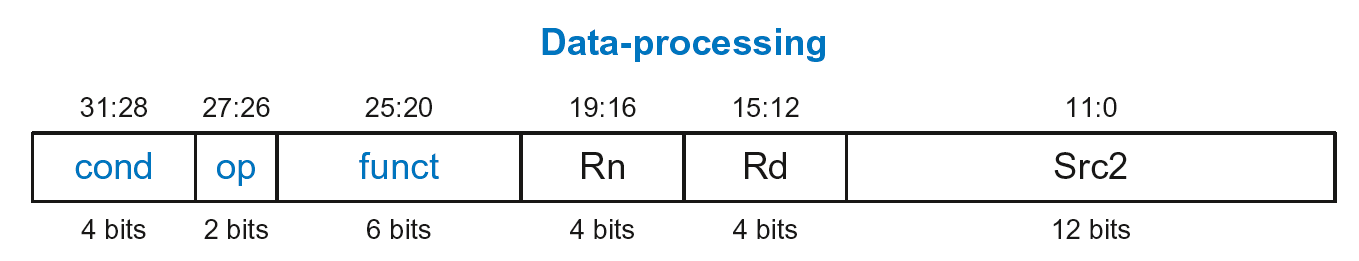 Data-processing
31:28 27:26 25:20 19:16 15:12 11:0
cond op funct Rn Rd Src2
4 bits 2 bits 6 bits 4 bits 4 bits 12 bits